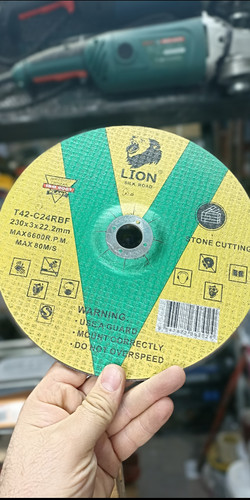 LION
SILK ROAD
T42-C24RBF
230x3x22.2mm
MAX6600R.P.M.
MAX 80M/S
STONE CUTTING
WARNING.
• USE A GUARD
• MOUNT CORRECTLY
• DO NOT OVERSPEED